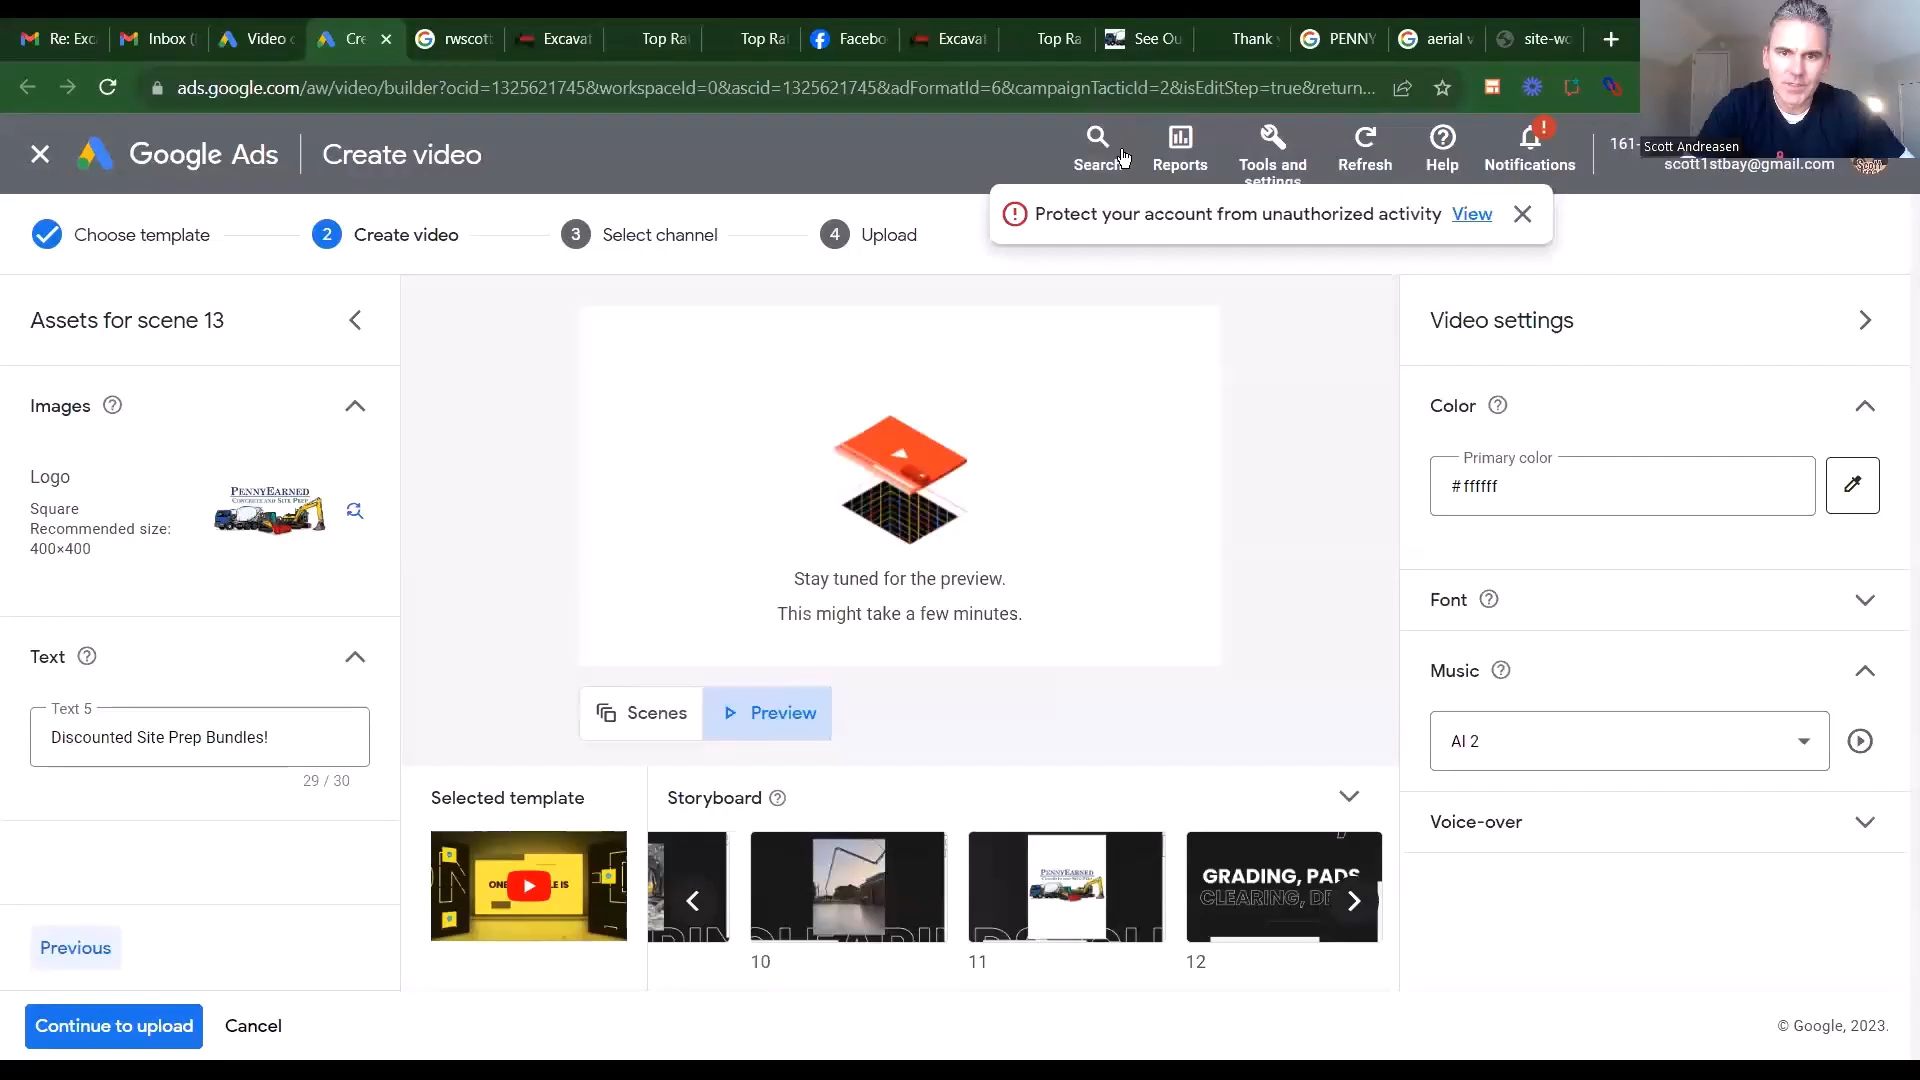 Re: Exc
Inbox (
Video c
Cre
rwscott
Excavat
Top Ra
Top Ra
Facebo
Excavat
Top Ra
See Ou
Thank
PENNY
aerial v
site-wo
ads.google.com/aw/video/builder?ocid=1325621745&workspaceId=0&ascid=1325621745&adFormatId=6&campaignTacticId=2&isEditStep=true&return...
Google Ads
Create video
Search
Reports
Tools and
settings
Refresh
Help
Notifications
161-
Scott Andreasen
scott1stbay@gmail.com
Protect your account from unauthorized activity View
Choose template
2 Create video
3 Select channel
4 Upload
Assets for scene 13
Images
Logo
Square
Recommended size:
400×400
PENNYEARNED
CONCRETE AND SITE PREP
Text
Text 5
Discounted Site Prep Bundles!
29 / 30
Previous
Stay tuned for the preview.
This might take a few minutes.
Scenes
Preview
Selected template
Storyboard
PENNYEARNED
GRADING, PADS
CLEARING, DI
10
11
12
Video settings
Color
Primary color
#ffffff
Font
Music
AI 2
Voice-over
Continue to upload
Cancel
© Google, 2023.